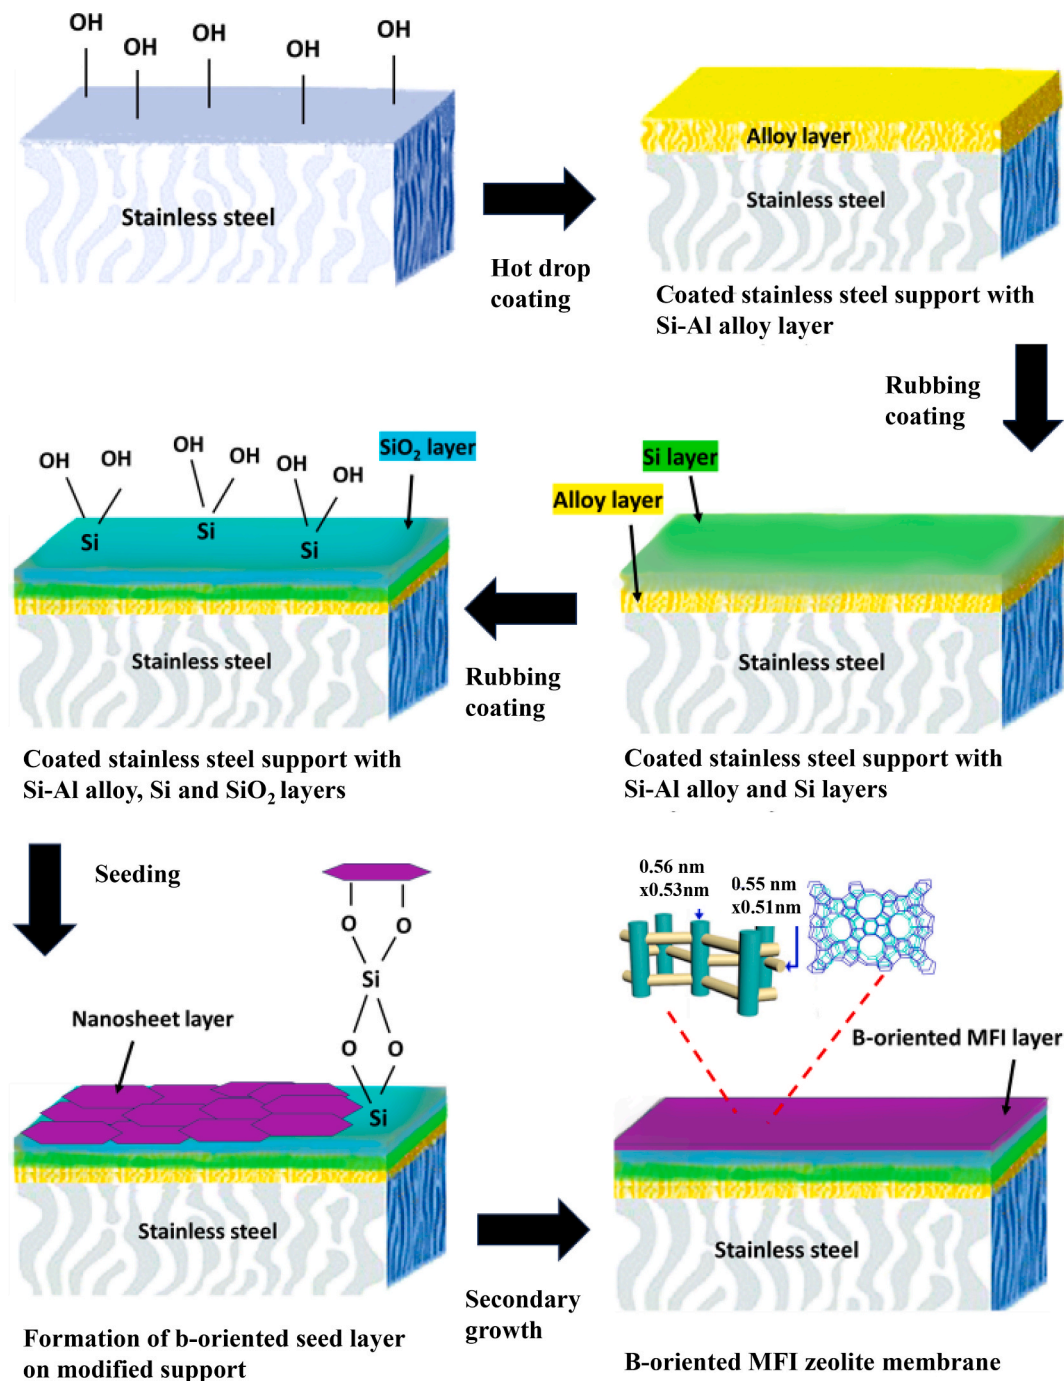 OH
OH
OH
OH
OH
Stainless steel
Hot drop
coating
Alloy layer
Stainless steel
Coated stainless steel support with
Si-Al alloy layer
Rubbing
coating
Si layer
Alloy layer
Stainless steel
Coated stainless steel support with
Si-Al alloy and Si layers
Rubbing
coating
OH
OH
OH
OH
OH
OH
SiO₂ layer
Si
Si
Si
Stainless steel
Coated stainless steel support with
Si-Al alloy, Si and SiO₂ layers
Seeding
O
O
Si
O
O
Si
Nanosheet layer
Stainless steel
Formation of b-oriented seed layer
on modified support
Secondary
growth
0.56 nm
x0.53nm
0.55 nm
x0.51nm
B-oriented MFI layer
Stainless steel
B-oriented MFI zeolite membrane